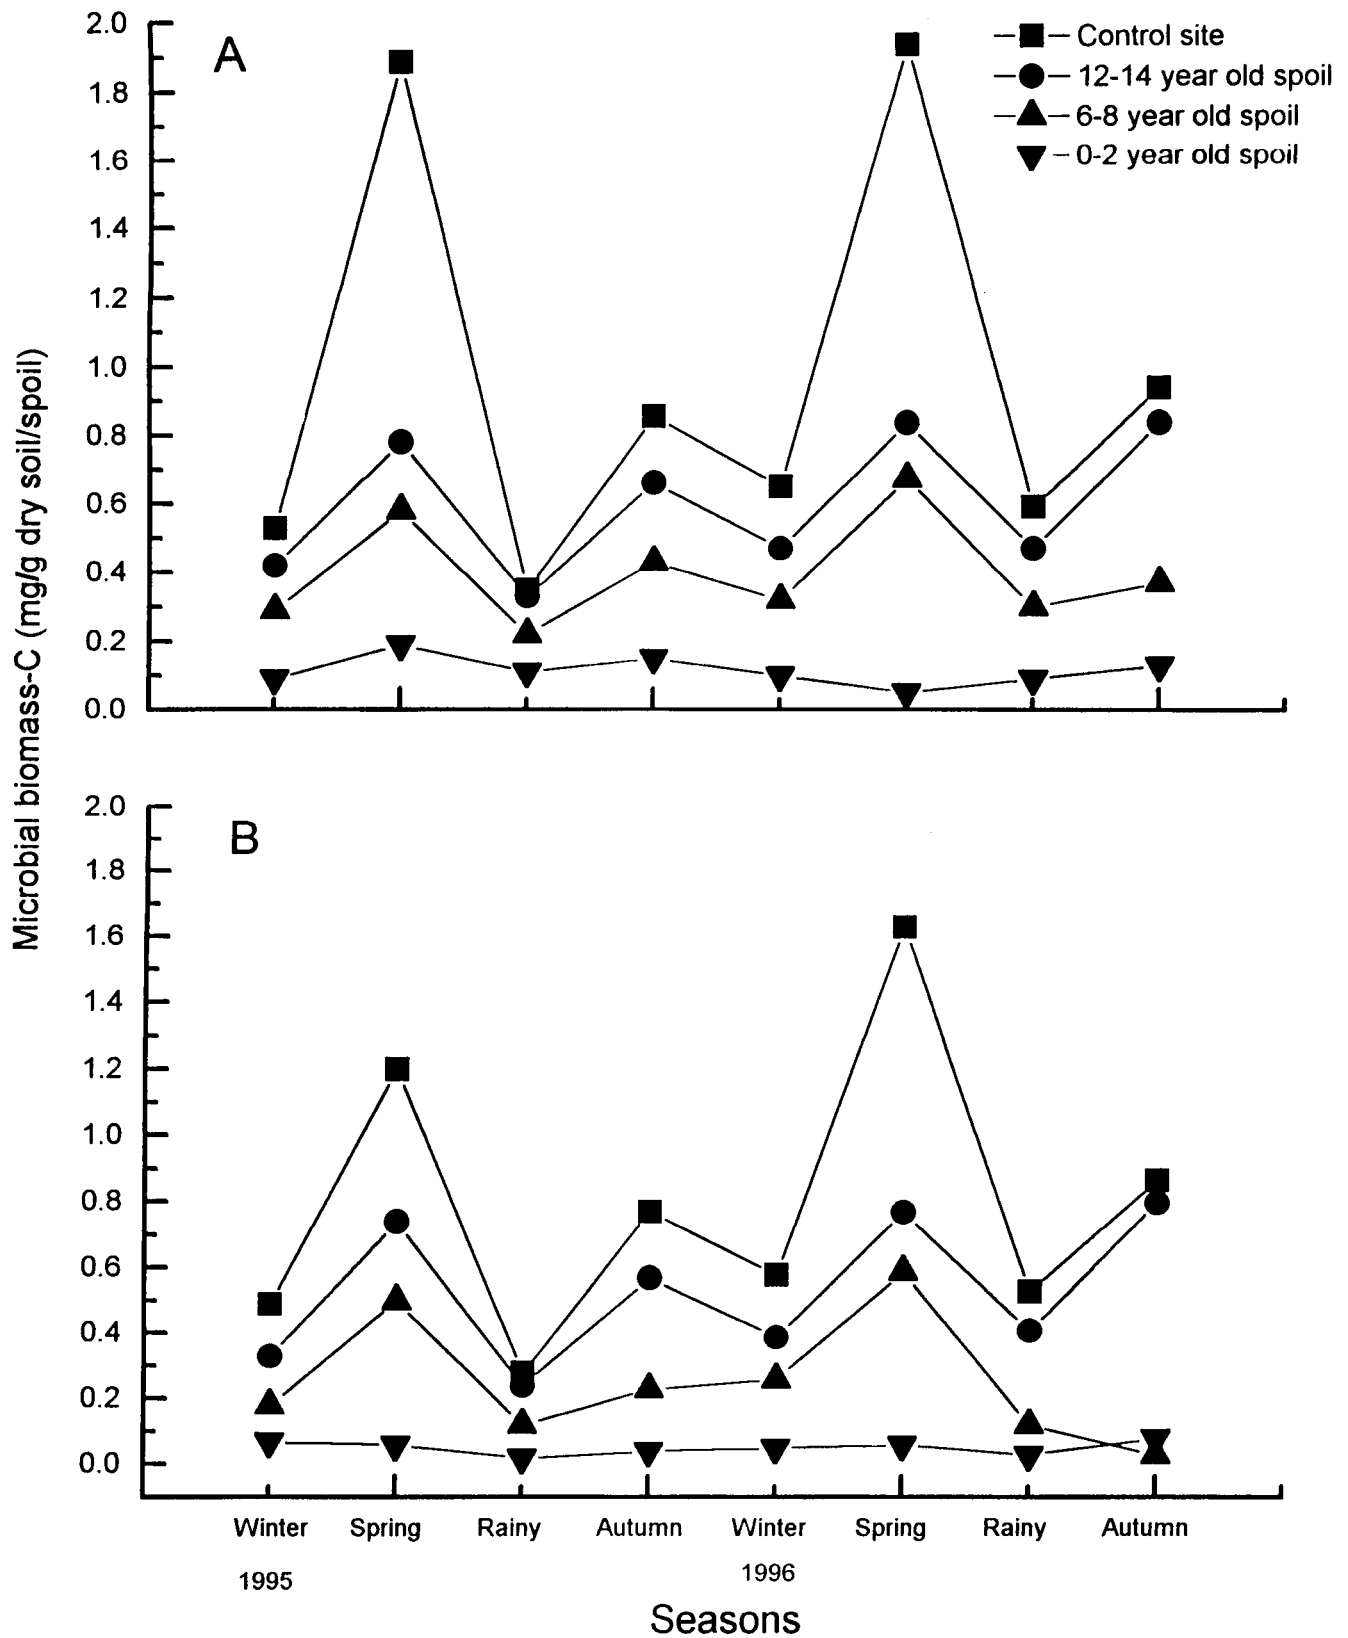 A
Control site
12-14 year old spoil
6-8 year old spoil
0-2 year old spoil
2.0
1.8
1.6
1.4
1.2
1.0
0.8
0.6
0.4
0.2
0.0
Microbial biomass-C (mg/g dry soil/spoil)
B
2.0
1.8
1.6
1.4
1.2
1.0
0.8
0.6
0.4
0.2
0.0
Winter Spring Rainy Autumn Winter Spring Rainy Autumn
1995 1996
Seasons